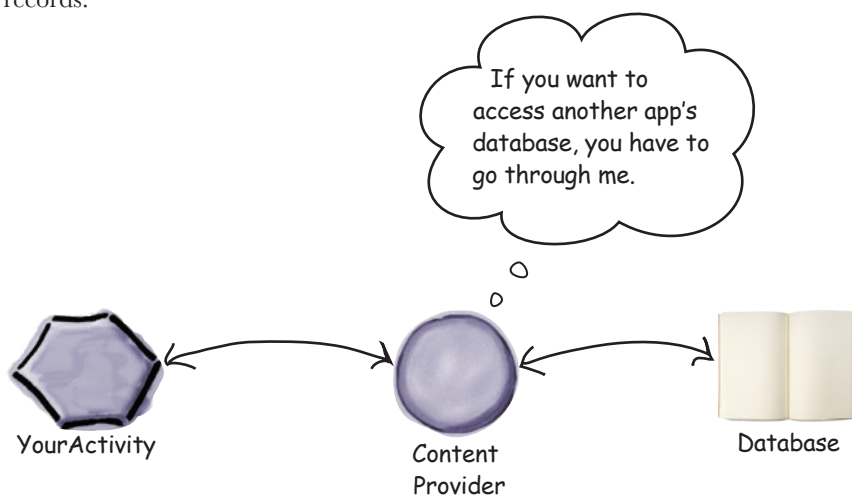 records.
If you want to
access another app's
database, you have to
go through me.
YourActivity
Content
Provider
Database